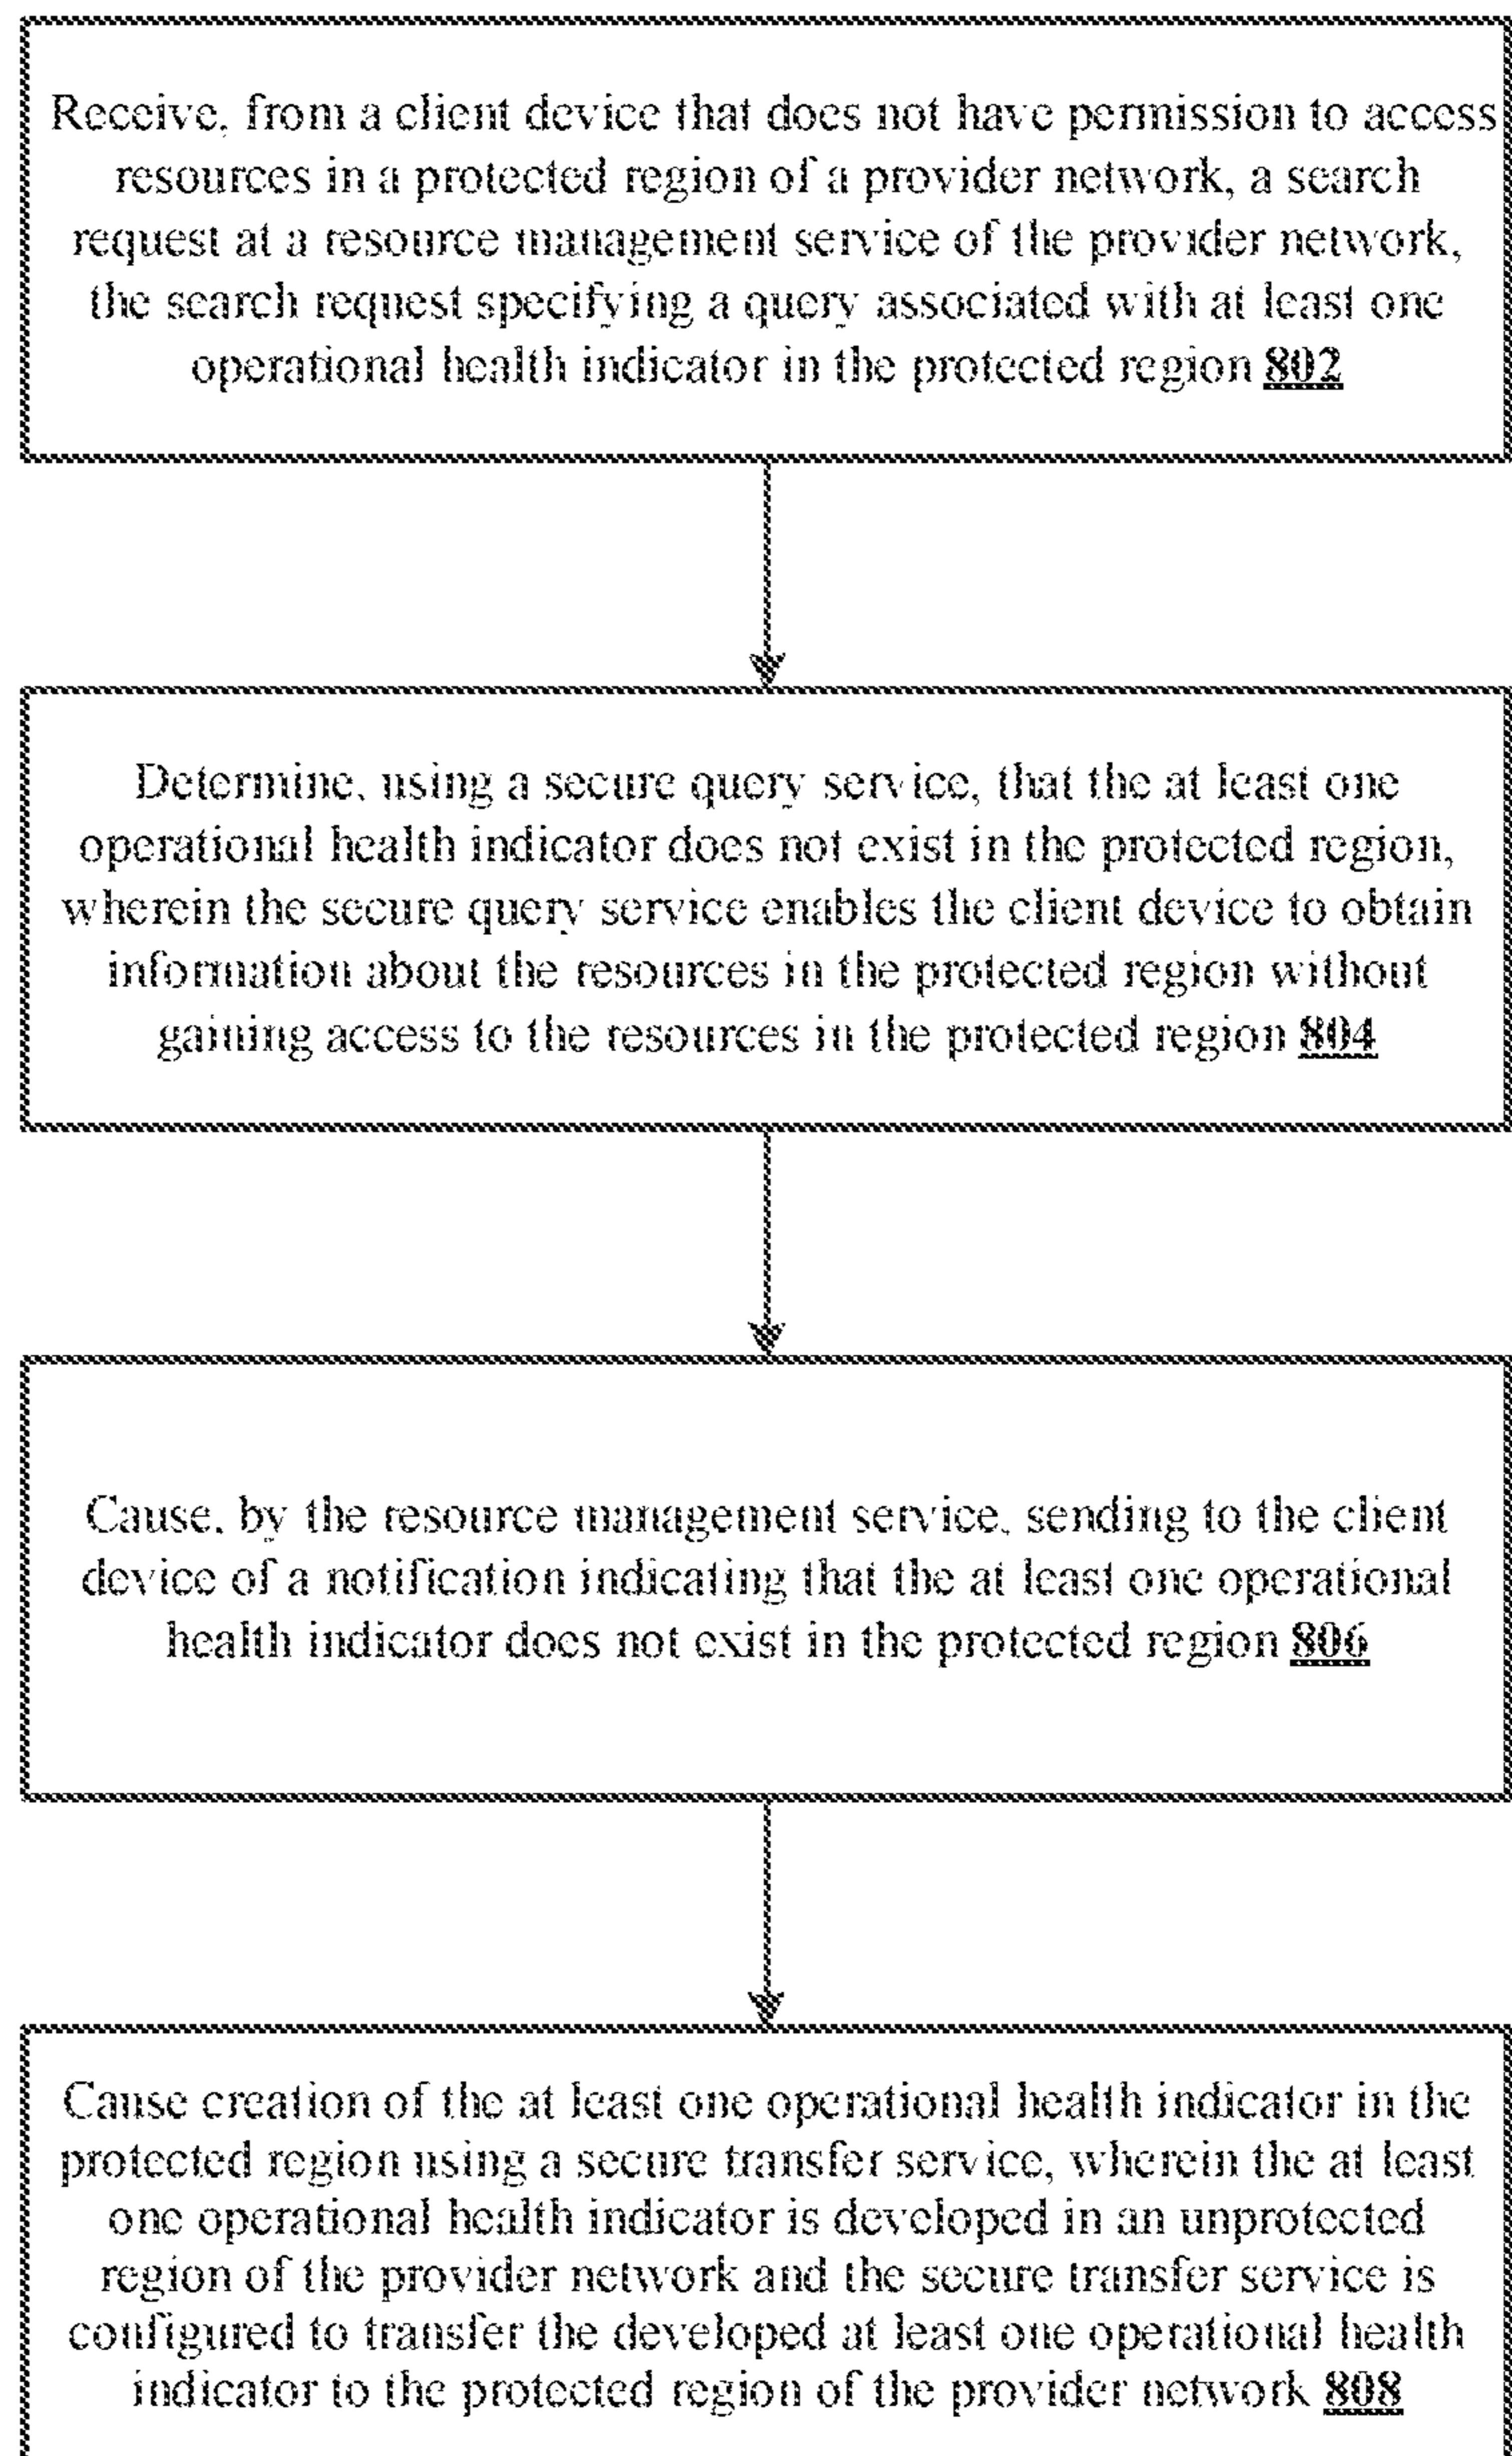 Receive, from a client device that does not have permission to access
resources in a protected region of a provider network, a search
request at a resource management service of the provider network,
the search request specifying a query associated with at least one
operational health indicator in the protected region 802
Determine, using a secure query service, that the at least one
operational health indicator does not exist in the protected region,
wherein the secure query service enables the client device to obtain
information about the resources in the protected region without
gaining access to the resources in the protected region 804
Cause, by the resource management service, sending to the client
device of a notification indicating that the at least one operational
health indicator does not exist in the protected region 806
Cause creation of the at least one operational health indicator in the
protected region using a secure transfer service, wherein the at least
one operational health indicator is developed in an unprotected
region of the provider network and the secure transfer service is
configured to transfer the developed at least one operational health
indicator to the protected region of the provider network 808